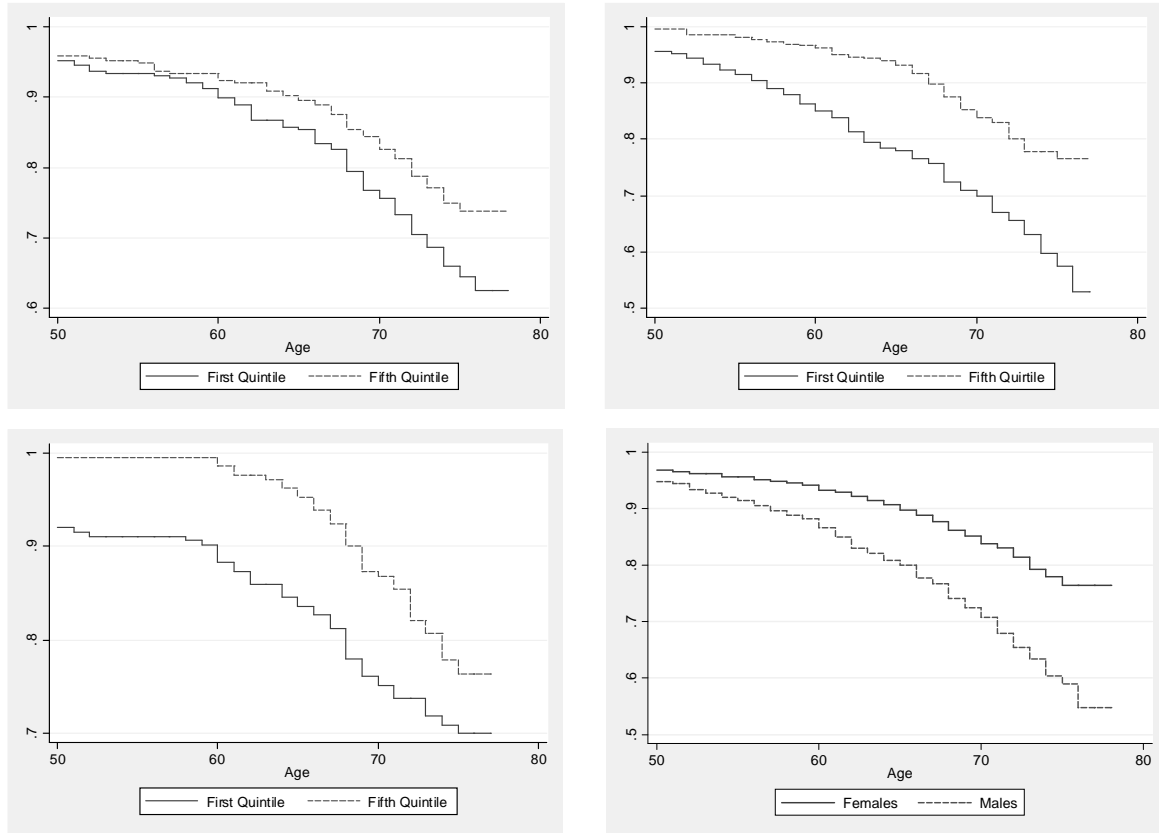 1
.9
.8
.7
.6
50 60 70 80
Age
First Quintile Fifth Quintile
1
.9
.8
.7
.6
.5
50 60 70 80
Age
First Quintile Fifth Quirtile
1
.9
.8
.7
50 60 70 80
Age
First Quintile Fifth Quintile
1
.9
.8
.7
.6
.5
50 60 70 80
Age
Females Males